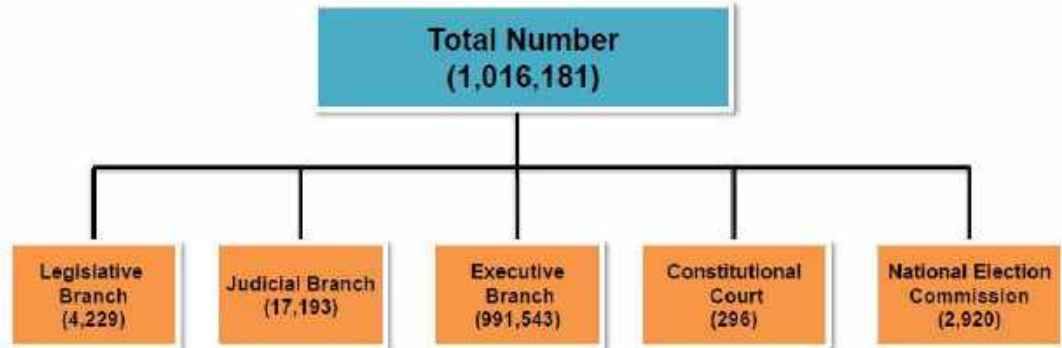 Total Number
(1,016,181)
Legislative
Branch
(4,229)
Judicial Branch
(17,193)
Executive
Branch
(991,543)
Constitutional
Court
(296)
National Election
Commission
(2,920)